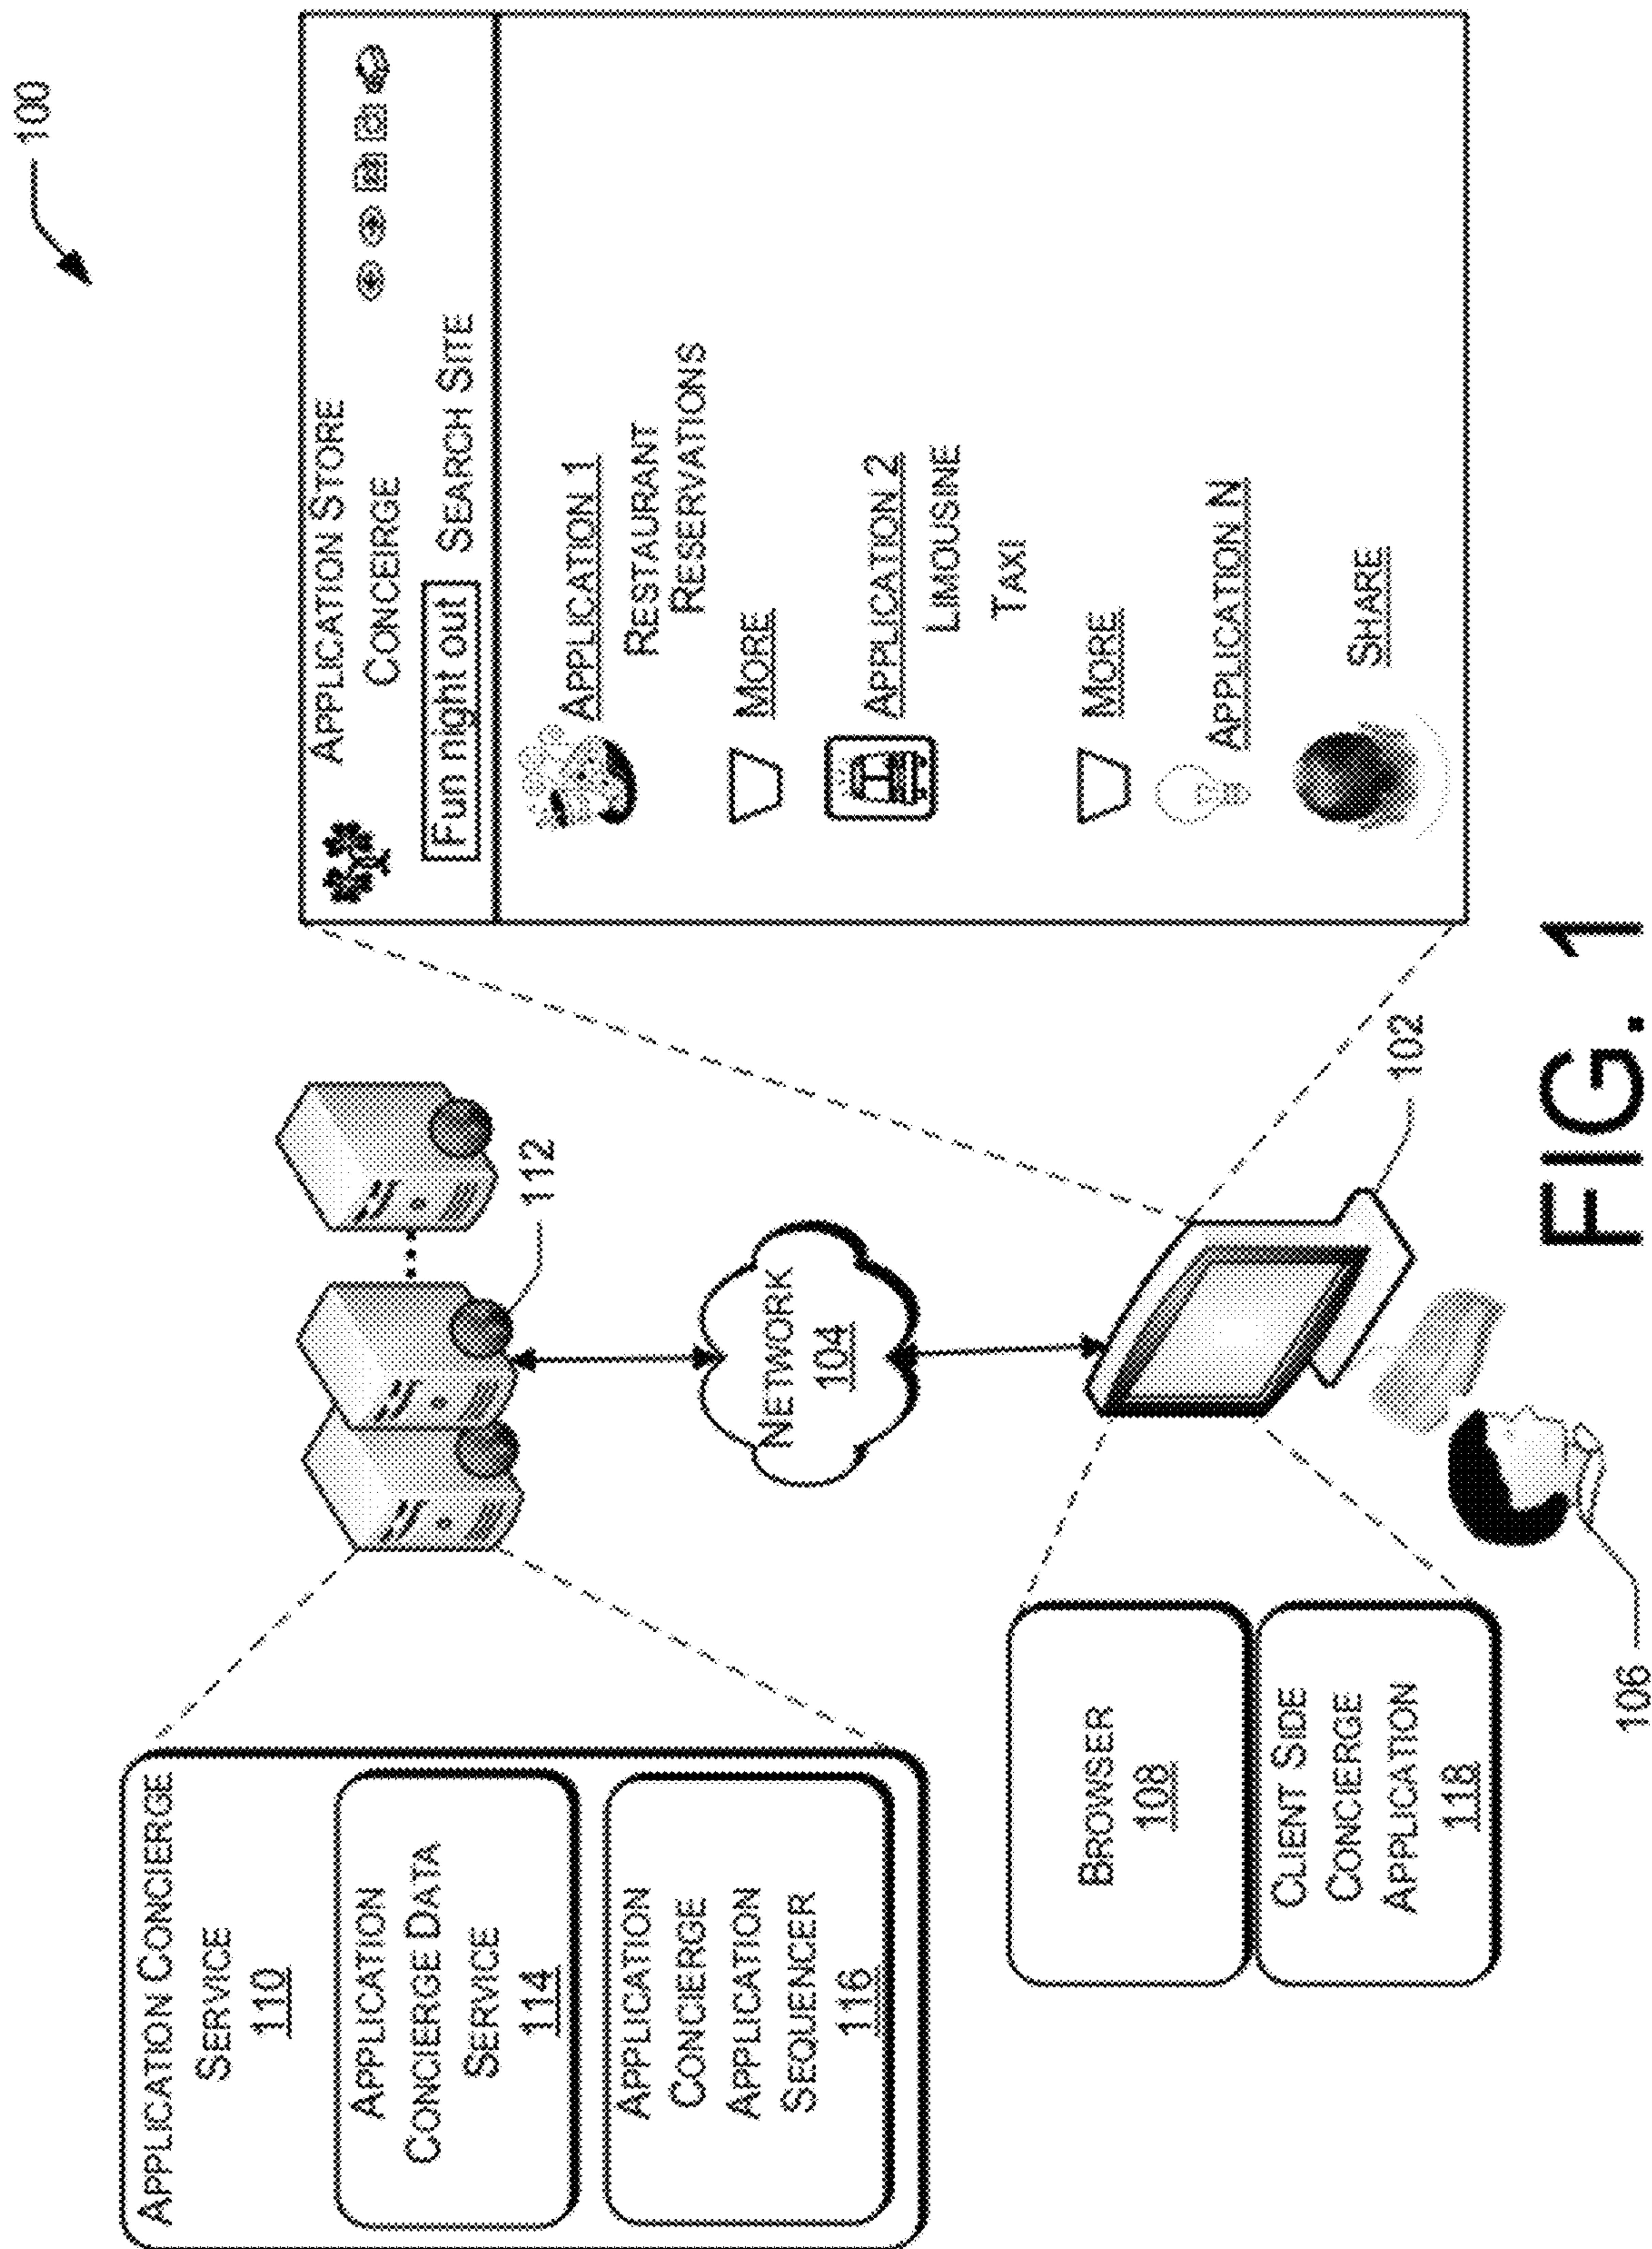 100
APPLICATION CONCIERGE
SERVICE
110
APPLICATION
CONCIERGE DATA
SERVICE
114
APPLICATION
CONCIERGE
APPLICATION
SEQUENCER
116
112
NETWORK
104
BROWSER
108
CLIENT SIDE
CONCIERGE
APPLICATION
118
106
102
APPLICATION STORE
CONCEIRGE
Fun night out SEARCH SITE
APPLICATION 1
RESTAURANT
RESERVATIONS
MORE
APPLICATION 2
LIMOUSINE
TAXI
MORE
APPLICATION N
SHARE
FIG. 1